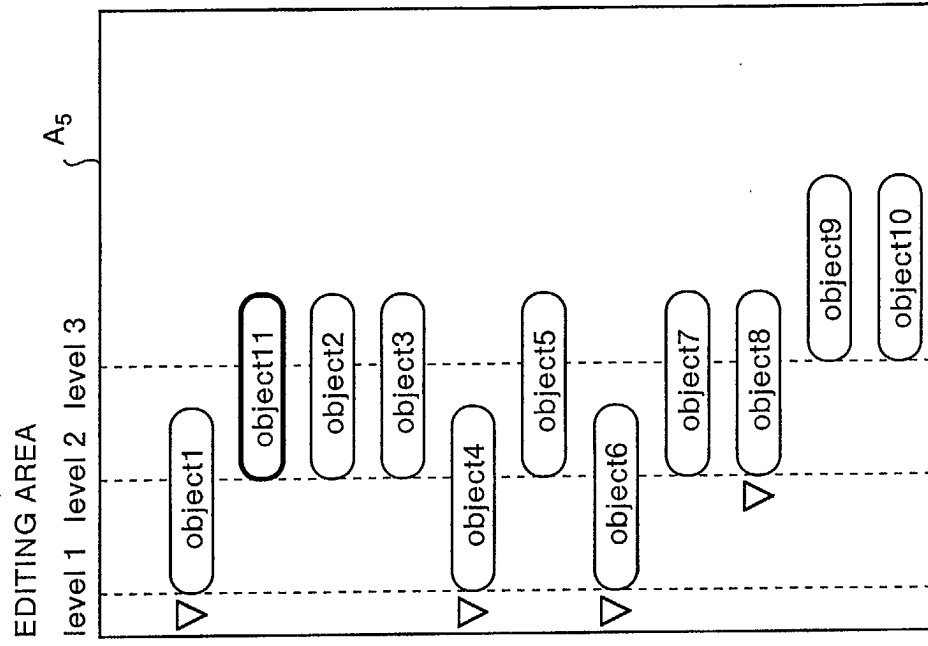 EDITING AREA
level 1 level 2 level 3
A5
object1
object11
object2
object3
object4
object5
object6
object7
object8
object9
object10